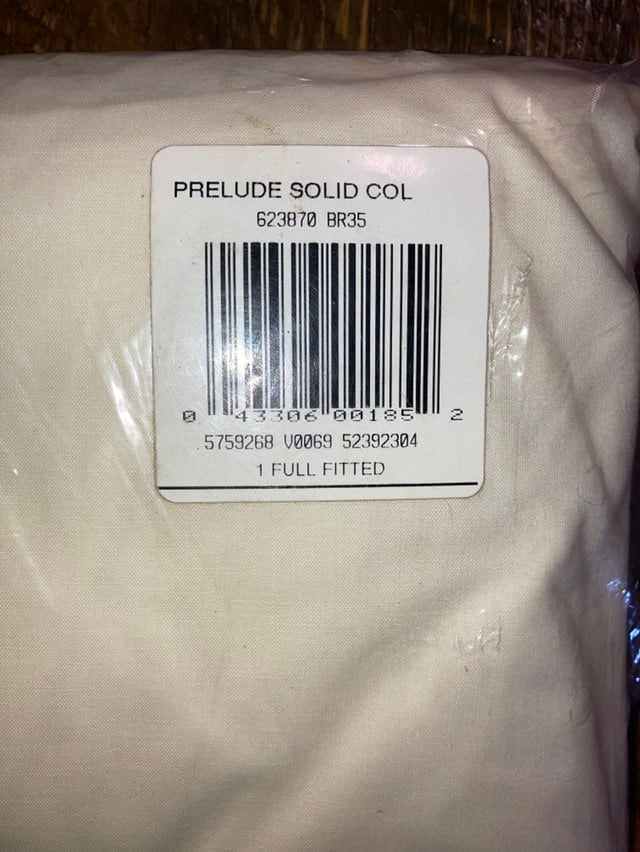 PRELUDE SOLID COL
623870 BR35
0 43306 00185 2
5759268 V0069 52392304
1 FULL FITTED